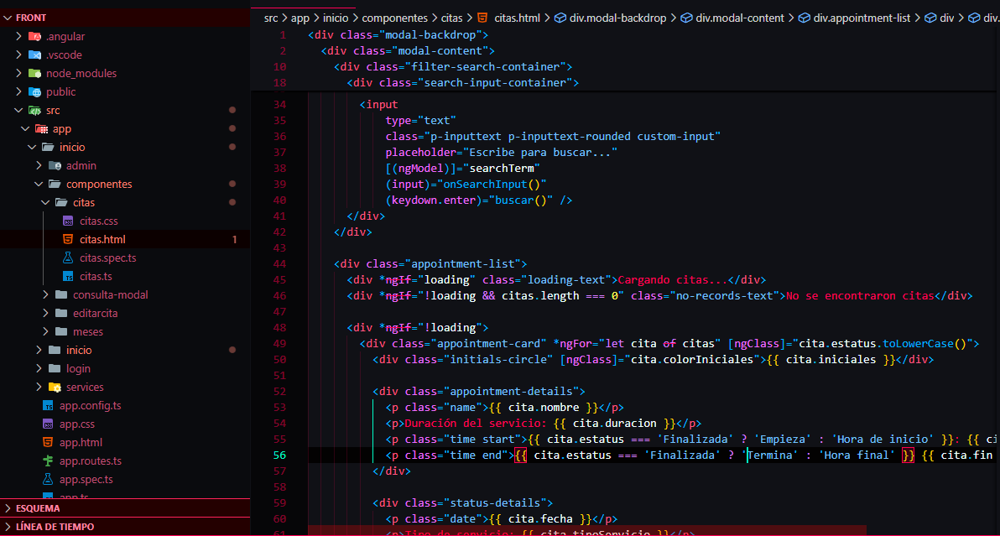 FRONT
.angular
.vscode
node_modules
public
src
app
inicio
admin
componentes
citas
citas.css
citas.html 1
citas.spec.ts
citas.ts
consulta-modal
editarcita
meses
inicio
login
services
app.config.ts
app.css
app.html
app.routes.ts
app.spec.ts
app.ts
ESQUEMA
LÍNEA DE TIEMPO
src > app > inicio > componentes > citas > citas.html > div.modal-backdrop > div.modal-content > div.appointment-list > div > div.
1 <div class="modal-backdrop">
2 <div class="modal-content">
10 <div class="filter-search-container">
18 <div class="search-input-container">
34 <input
35 type="text"
36 class="p-inputtext p-inputtext-rounded custom-input"
37 placeholder="Escribe para buscar..."
38 [(ngModel)]="searchTerm"
39 (input)="onSearchInput()"
40 (keydown.enter)="buscar()" />
41 </div>
42 </div>
43
44 <div class="appointment-list">
45 <div *ngIf="loading" class="loading-text">Cargando citas...</div>
46 <div *ngIf="!loading && citas.length === 0" class="no-records-text">No se encontraron citas</div>
47
48 <div *ngIf="!loading">
49 <div class="appointment-card" *ngFor="let cita of citas" [ngClass]="cita.estatus.toLowerCase()">
50 <div class="initials-circle" [ngClass]="cita.colorIniciales">{{ cita.iniciales }}</div>
51
52 <div class="appointment-details">
53 <p class="name">{{ cita.nombre }}</p>
54 <p>Duración del servicio: {{ cita.duracion }}</p>
55 <p class="time start">{{ cita.estatus === 'Finalizada' ? 'Empieza' : 'Hora de inicio' }}: {{ ci
56 <p class="time end">{{ cita.estatus === 'Finalizada' ? 'Termina' : 'Hora final' }} {{ cita.fin
57 </div>
58
59 <div class="status-details">
60 <p class="date">{{ cita.fecha }}</p>
61 <p>Tipo de servicio: {{ cita.tipoServicio }}</p>